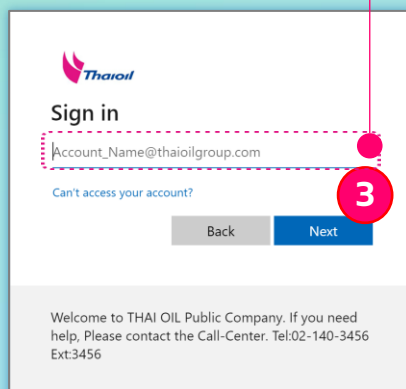 Thaioil
Sign in
Account_Name@thaioilgroup.com
Can't access your account?
3
Back
Next
Welcome to THAI OIL Public Company. If you need
help, Please contact the Call-Center. Tel:02-140-3456
Ext:3456